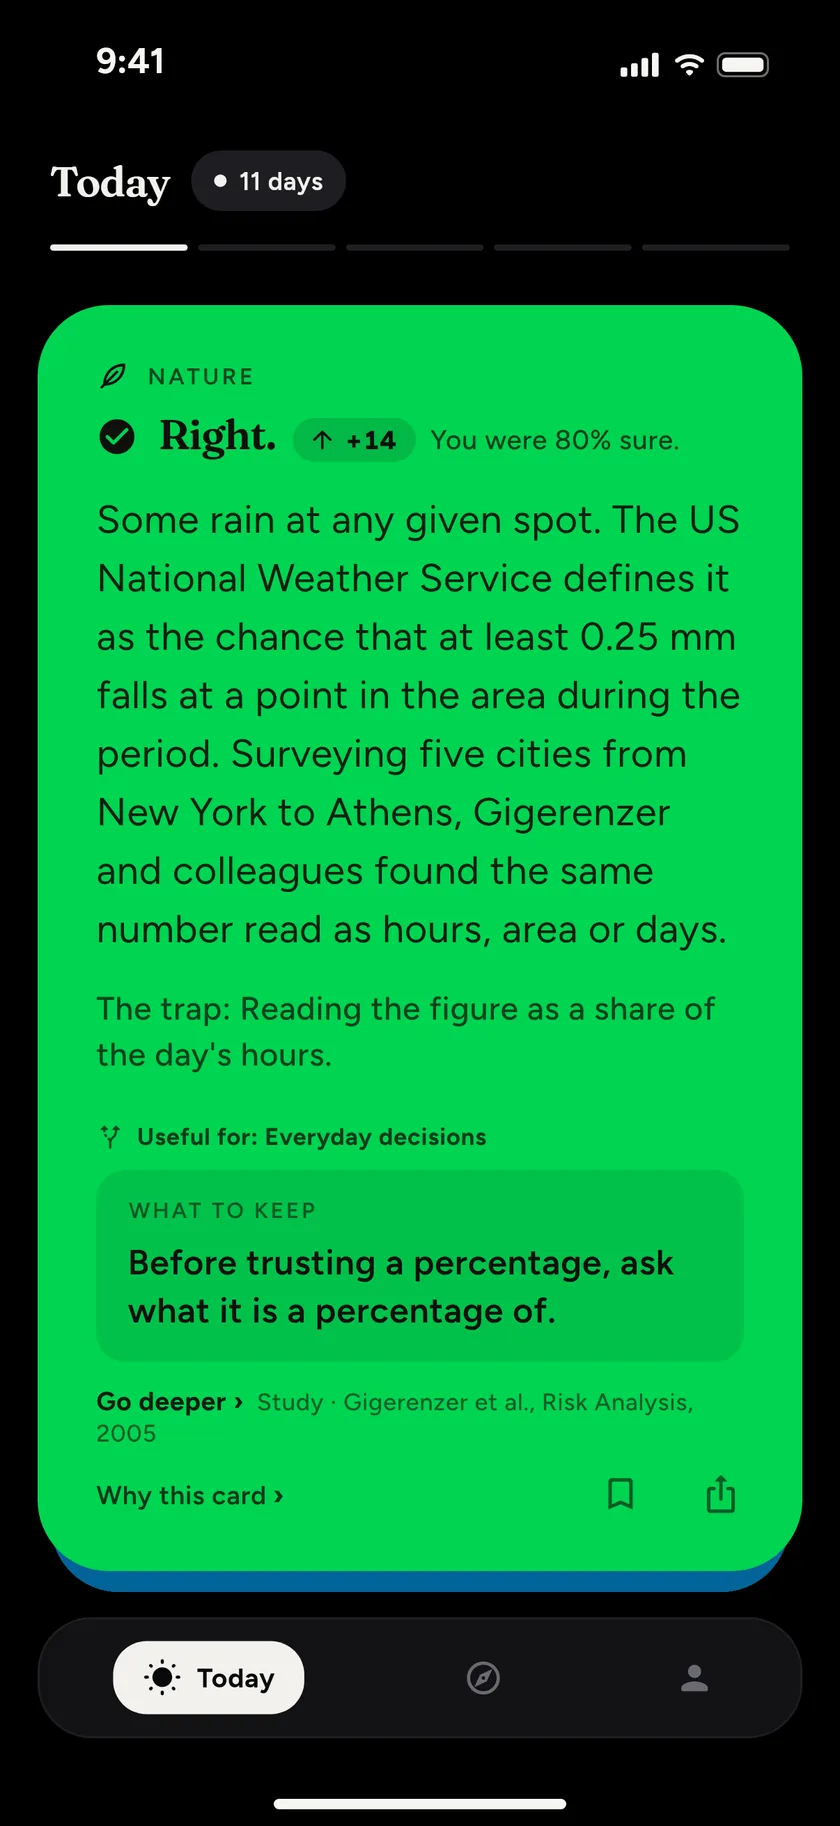 9:41
Today
11 days
NATURE
Right. +14 You were 80% sure.
Some rain at any given spot. The US
National Weather Service defines it
as the chance that at least 0.25 mm
falls at a point in the area during the
period. Surveying five cities from
New York to Athens, Gigerenzer
and colleagues found the same
number read as hours, area or days.
The trap: Reading the figure as a share of
the day's hours.
Useful for: Everyday decisions
WHAT TO KEEP
Before trusting a percentage, ask
what it is a percentage of.
Go deeper › Study · Gigerenzer et al., Risk Analysis,
2005
Why this card ›
Today